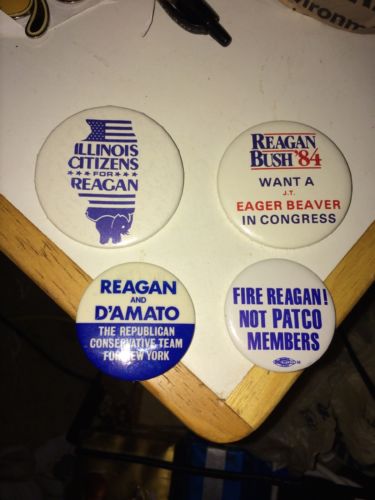 ILLINOIS
CITIZENS
FOR
REAGAN
REAGAN
BUSH '84
WANT A
J.T.
EAGER BEAVER
IN CONGRESS
REAGAN
AND
D'AMATO
THE REPUBLICAN
CONSERVATIVE TEAM
FOR NEW YORK
FIRE REAGAN!
NOT PATCO
MEMBERS